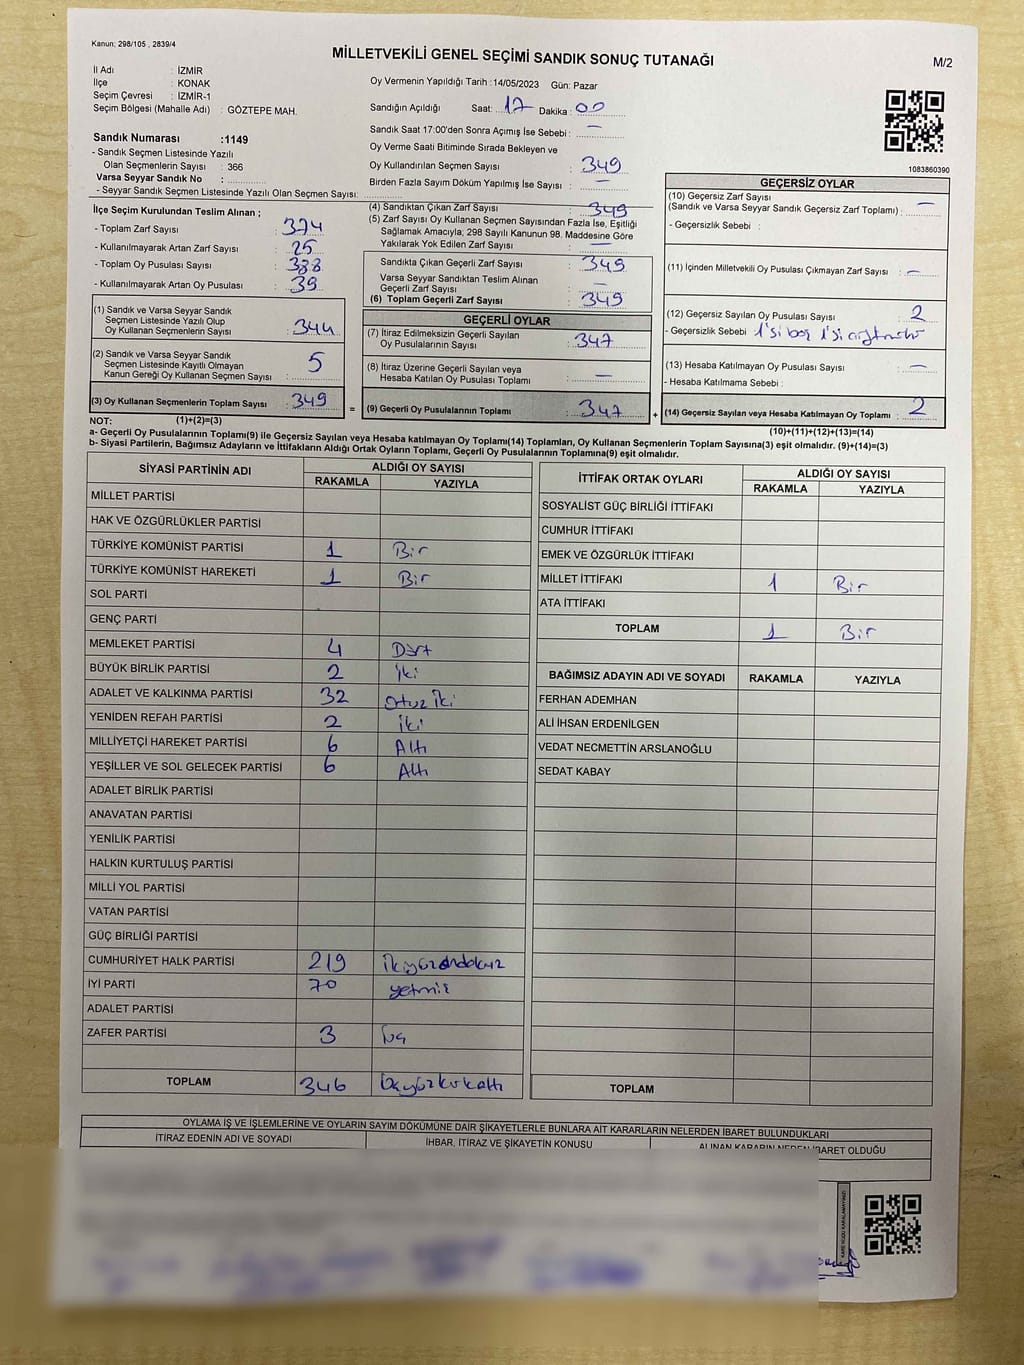 Kanun; 298/105 , 2839/4
MİLLETVEKİLİ GENEL SEÇİMİ SANDIK SONUÇ TUTANAĞI
M/2
İl Adı : İZMİR
İlçe : KONAK
Seçim Çevresi : İZMİR-1
Seçim Bölgesi (Mahalle Adı) : GÖZTEPE MAH.
Oy Vermenin Yapıldığı Tarih :14/05/2023 Gün: Pazar
Sandığın Açıldığı Saat: 17 Dakika : 00
Sandık Saat 17:00'den Sonra Açımış İse Sebebi : —
Oy Verme Saati Bitiminde Sırada Bekleyen ve
Oy Kullandırılan Seçmen Sayısı : 349
Birden Fazla Sayım Döküm Yapılmış İse Sayısı : —
1083860390
Sandık Numarası :1149
- Sandık Seçmen Listesinde Yazılı
Olan Seçmenlerin Sayısı : 366
Varsa Seyyar Sandık No :
- Seyyar Sandık Seçmen Listesinde Yazılı Olan Seçmen Sayısı:
İlçe Seçim Kurulundan Teslim Alınan ;
- Toplam Zarf Sayısı : 374
- Kullanılmayarak Artan Zarf Sayısı : 25
- Toplam Oy Pusulası Sayısı : 388
- Kullanılmayarak Artan Oy Pusulası : 39
(1) Sandık ve Varsa Seyyar Sandık
Seçmen Listesinde Yazılı Olup
Oy Kullanan Seçmenlerin Sayısı : 344
(2) Sandık ve Varsa Seyyar Sandık
Seçmen Listesinde Kayıtlı Olmayan
Kanun Gereği Oy Kullanan Seçmen Sayısı : 5
(3) Oy Kullanan Seçmenlerin Toplam Sayısı : 349
(4) Sandıktan Çıkan Zarf Sayısı : 349
(5) Zarf Sayısı Oy Kullanan Seçmen Sayısından Fazla İse, Eşitliği
Sağlamak Amacıyla, 298 Sayılı Kanunun 98. Maddesine Göre
Yakılarak Yok Edilen Zarf Sayısı : —
Sandıkta Çıkan Geçerli Zarf Sayısı : 349
Varsa Seyyar Sandıktan Teslim Alınan
Geçerli Zarf Sayısı : —
(6) Toplam Geçerli Zarf Sayısı : 349
GEÇERLİ OYLAR
(7) İtiraz Edilmeksizin Geçerli Sayılan
Oy Pusulalarının Sayısı : 347
(8) İtiraz Üzerine Geçerli Sayılan veya
Hesaba Katılan Oy Pusulası Toplamı : —
= (9) Geçerli Oy Pusulalarının Toplamı : 347 +
GEÇERSİZ OYLAR
(10) Geçersiz Zarf Sayısı
(Sandık ve Varsa Seyyar Sandık Geçersiz Zarf Toplamı) : —
- Geçersizlik Sebebi :
(11) İçinden Milletvekili Oy Pusulası Çıkmayan Zarf Sayısı : —
(12) Geçersiz Sayılan Oy Pusulası Sayısı : 2
- Geçersizlik Sebebi : 1'si boş 1'si
(13) Hesaba Katılmayan Oy Pusulası Sayısı : —
- Hesaba Katılmama Sebebi :
(14) Geçersiz Sayılan veya Hesaba Katılmayan Oy Toplamı : 2
NOT: (1)+(2)=(3) (10)+(11)+(12)+(13)=(14)
a- Geçerli Oy Pusulalarının Toplamı(9) ile Geçersiz Sayılan veya Hesaba katılmayan Oy Toplamı(14) Toplamları, Oy Kullanan Seçmenlerin Toplam Sayısına(3) eşit olmalıdır. (9)+(14)=(3)
b- Siyasi Partilerin, Bağımsız Adayların ve İttifakların Aldığı Ortak Oyların Toplamı, Geçerli Oy Pusulalarının Toplamına(9) eşit olmalıdır.
SİYASİ PARTİNİN ADI ALDIĞI OY SAYISI
RAKAMLA YAZIYLA
MİLLET PARTİSİ
HAK VE ÖZGÜRLÜKLER PARTİSİ
TÜRKİYE KOMÜNİST PARTİSİ 1 Bir
TÜRKİYE KOMÜNİST HAREKETİ 1 Bir
SOL PARTİ
GENÇ PARTİ
MEMLEKET PARTİSİ 4 Dört
BÜYÜK BİRLİK PARTİSİ 2 İki
ADALET VE KALKINMA PARTİSİ 32 Otuz İki
YENİDEN REFAH PARTİSİ 2 İki
MİLLİYETÇİ HAREKET PARTİSİ 6 Altı
YEŞİLLER VE SOL GELECEK PARTİSİ 6 Altı
ADALET BİRLİK PARTİSİ
ANAVATAN PARTİSİ
YENİLİK PARTİSİ
HALKIN KURTULUŞ PARTİSİ
MİLLİ YOL PARTİSİ
VATAN PARTİSİ
GÜÇ BİRLİĞİ PARTİSİ
CUMHURİYET HALK PARTİSİ 219 ikiyüzondokuz
İYİ PARTİ 70 yetmiş
ADALET PARTİSİ
ZAFER PARTİSİ 3 Üç
TOPLAM 346 Üçyüzkırkaltı
İTTİFAK ORTAK OYLARI ALDIĞI OY SAYISI
RAKAMLA YAZIYLA
SOSYALİST GÜÇ BİRLİĞİ İTTİFAKI
CUMHUR İTTİFAKI
EMEK VE ÖZGÜRLÜK İTTİFAKI
MİLLET İTTİFAKI 1 Bir
ATA İTTİFAKI
TOPLAM 1 Bir
BAĞIMSIZ ADAYIN ADI VE SOYADI RAKAMLA YAZIYLA
FERHAN ADEMHAN
ALİ İHSAN ERDENİLGEN
VEDAT NECMETTİN ARSLANOĞLU
SEDAT KABAY
TOPLAM
OYLAMA İŞ VE İŞLEMLERİNE VE OYLARIN SAYIM DÖKÜMÜNE DAİR ŞİKAYETLERLE BUNLARA AİT KARARLARIN NELERDEN İBARET BULUNDUKLARI
İTİRAZ EDENİN ADI VE SOYADI İHBAR, İTİRAZ VE ŞİKAYETİN KONUSU ALINAN KARARIN NEDEN İBARET OLDUĞU